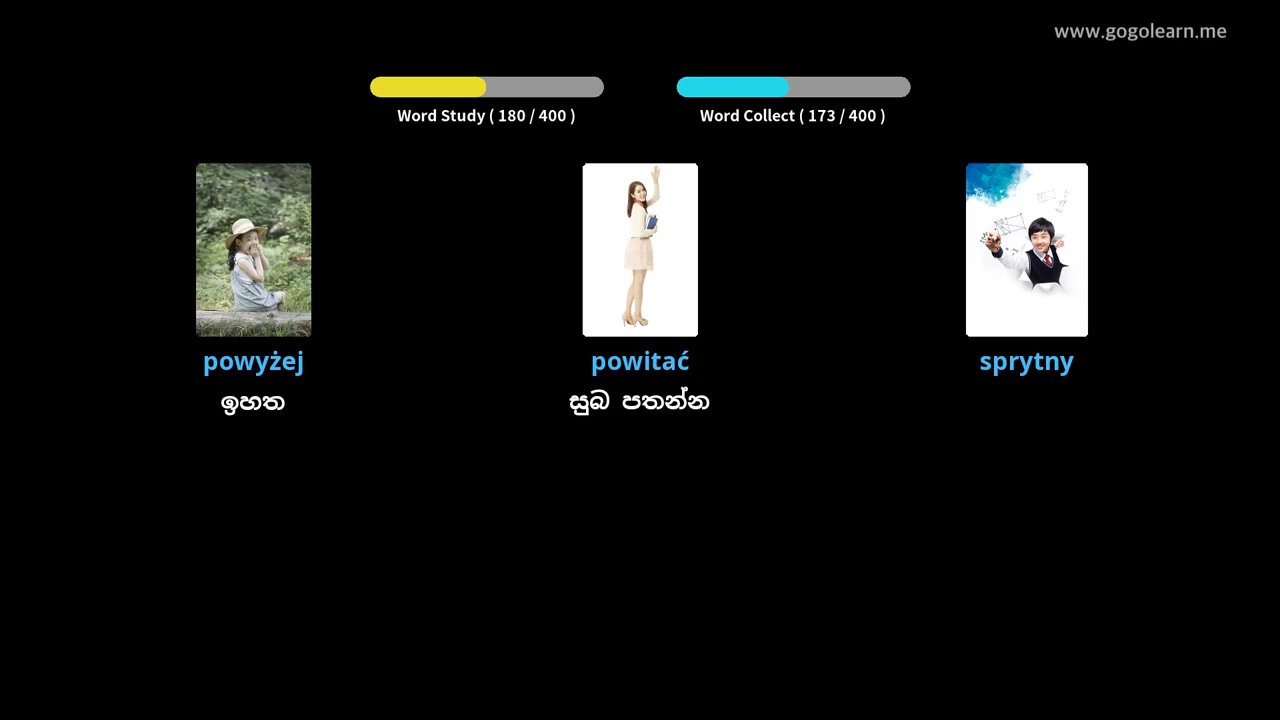 www.gogolearn.me
Word Study ( 180 / 400 )
Word Collect ( 173 / 400 )
powyżej
powitać
sprytny
ඉහත
සුබ පතන්න